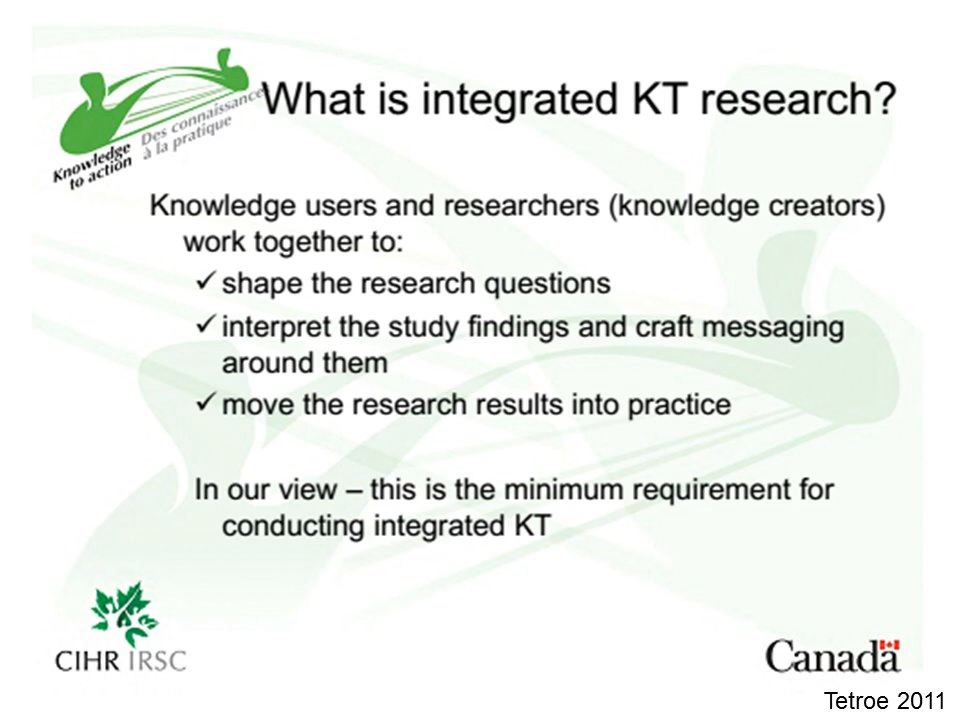 What is integrated KT research?
Knowledge to action
Des connaissances à la pratique
Knowledge users and researchers (knowledge creators)
work together to:
✓ shape the research questions
✓ interpret the study findings and craft messaging
around them
✓ move the research results into practice
In our view – this is the minimum requirement for
conducting integrated KT
CIHR IRSC
Canada
Tetroe 2011